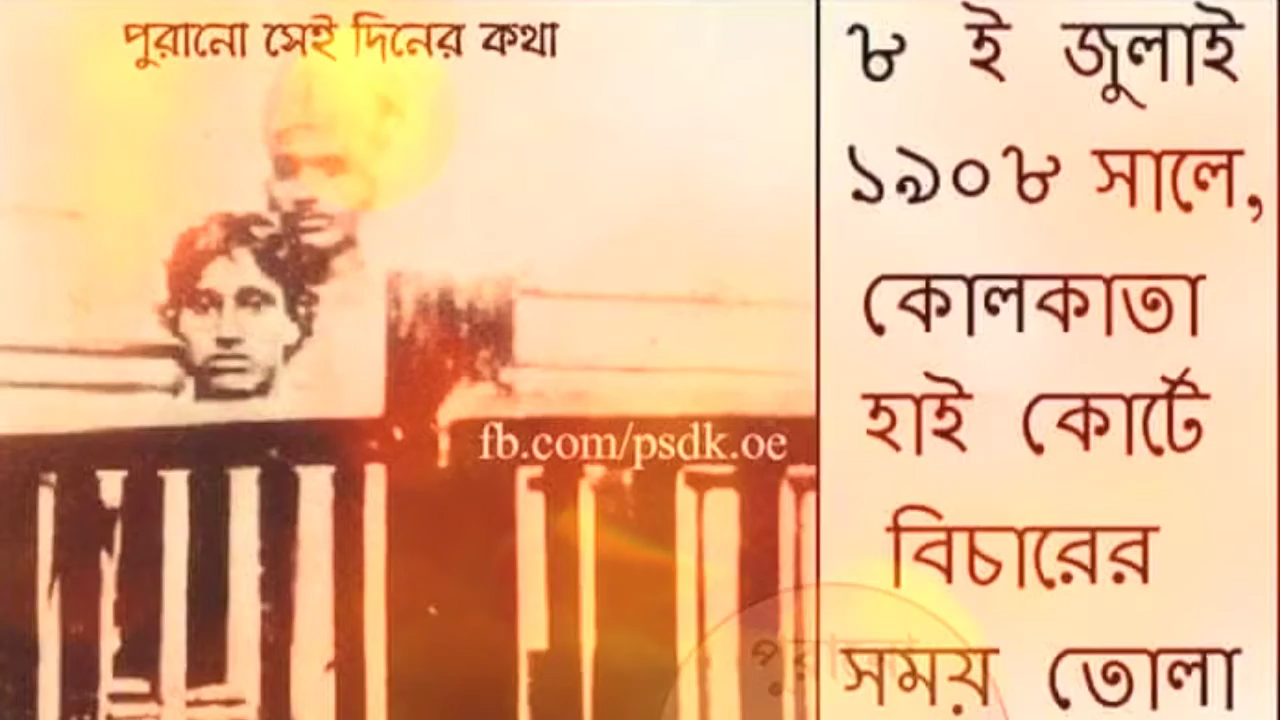 পুরানো সেই দিনের কথা
fb.com/psdk.oe
৮ ই জুলাই
১৯০৮ সালে,
কোলকাতা
হাই কোর্টে
বিচারের
সময় তোলা